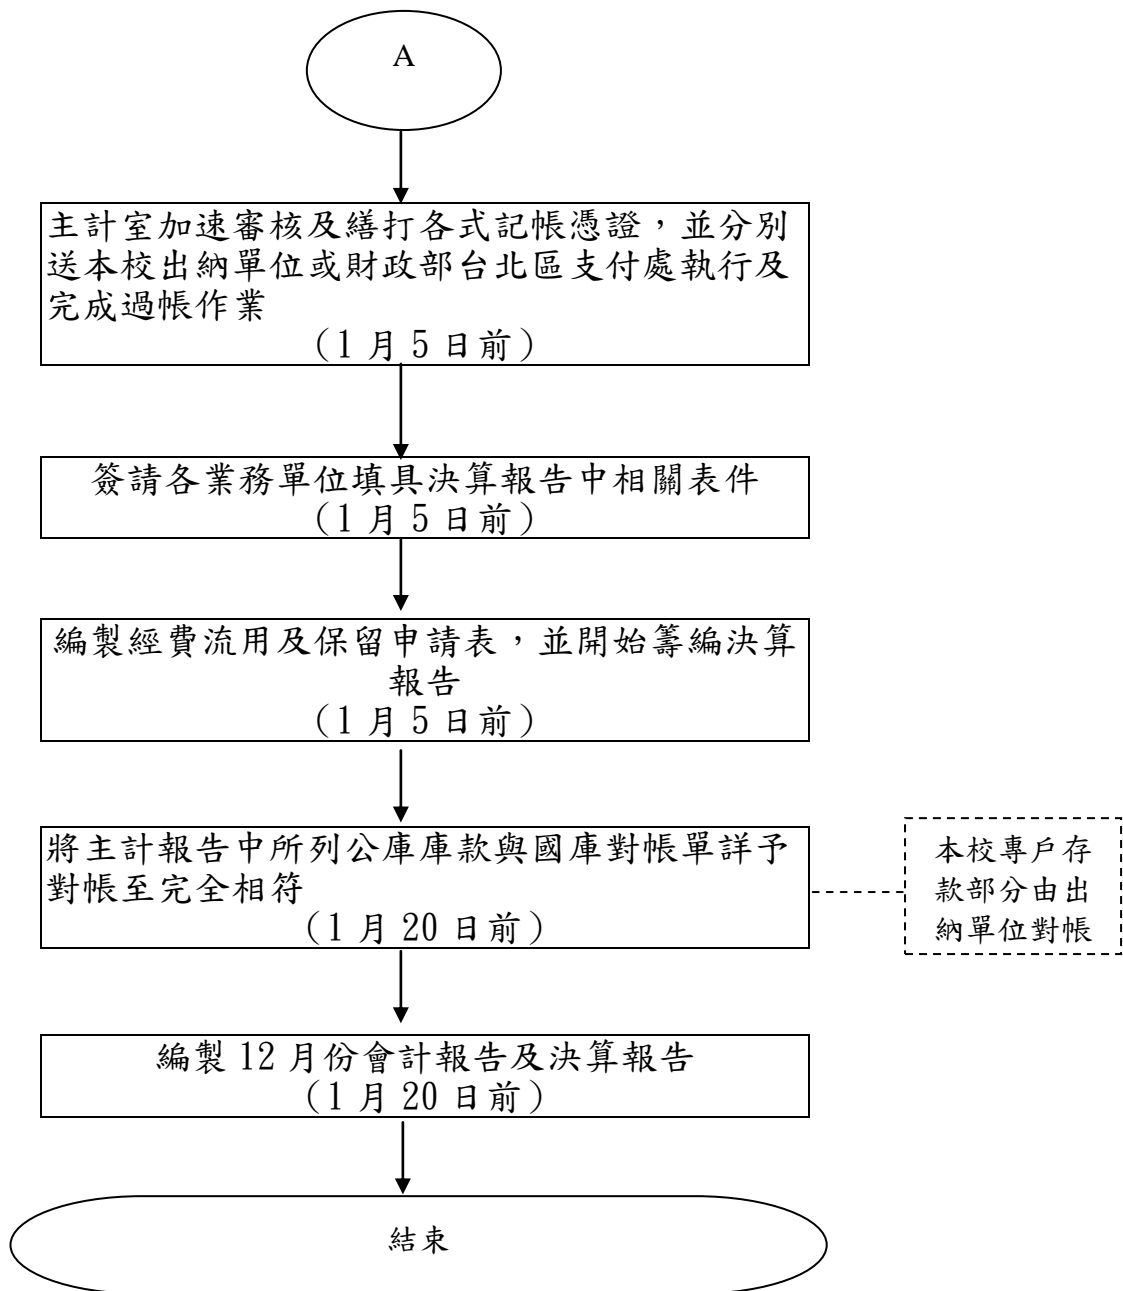 A
主計室加速審核及繕打各式記帳憑證，並分別
送本校出納單位或財政部台北區支付處執行及
完成過帳作業
（1 月 5 日前）
簽請各業務單位填具決算報告中相關表件
（1 月 5 日前）
編製經費流用及保留申請表，並開始籌編決算
報告
（1 月 5 日前）
將主計報告中所列公庫庫款與國庫對帳單詳予
對帳至完全相符
（1 月 20 日前）
本校專戶存
款部分由出
納單位對帳
編製 12 月份會計報告及決算報告
（1 月 20 日前）
結束